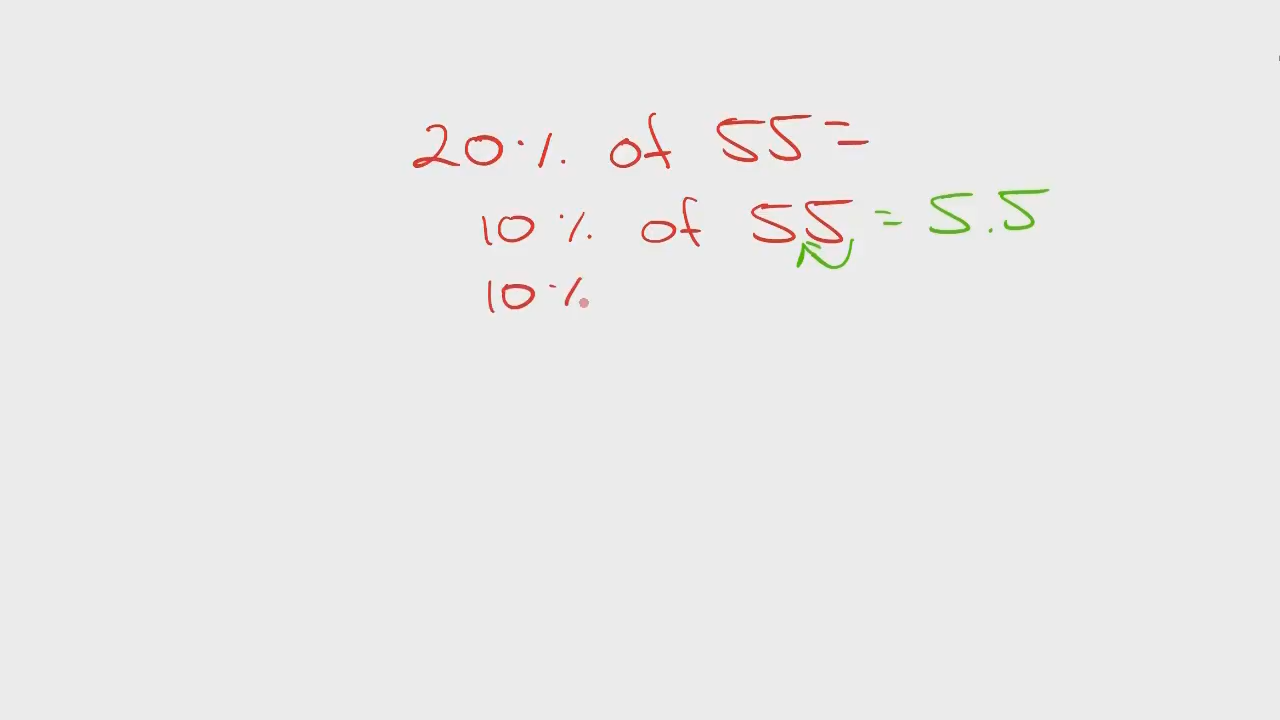 20% of 55=
10% of 55 = 5.5
10%